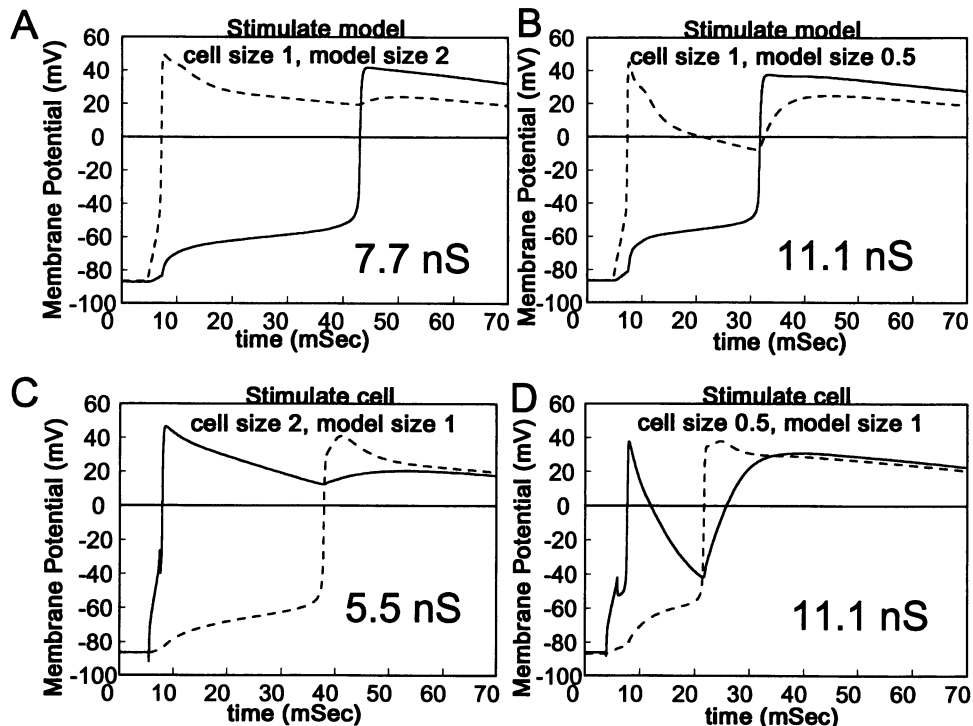 A
Stimulate model
cell size 1, model size 2
Membrane Potential (mV)
60
40
20
0
-20
-40
-60
-80
-100
7.7 nS
0 10 20 30 40 50 60 70
time (mSec)
B
Stimulate model
cell size 1, model size 0.5
Membrane Potential (mV)
60
40
20
0
-20
-40
-60
-80
-100
11.1 nS
0 10 20 30 40 50 60 70
time (mSec)
C
Stimulate cell
cell size 2, model size 1
Membrane Potential (mV)
60
40
20
0
-20
-40
-60
-80
-100
5.5 nS
0 10 20 30 40 50 60 70
time (mSec)
D
Stimulate cell
cell size 0.5, model size 1
Membrane Potential (mV)
60
40
20
0
-20
-40
-60
-80
-100
11.1 nS
0 10 20 30 40 50 60 70
time (mSec)